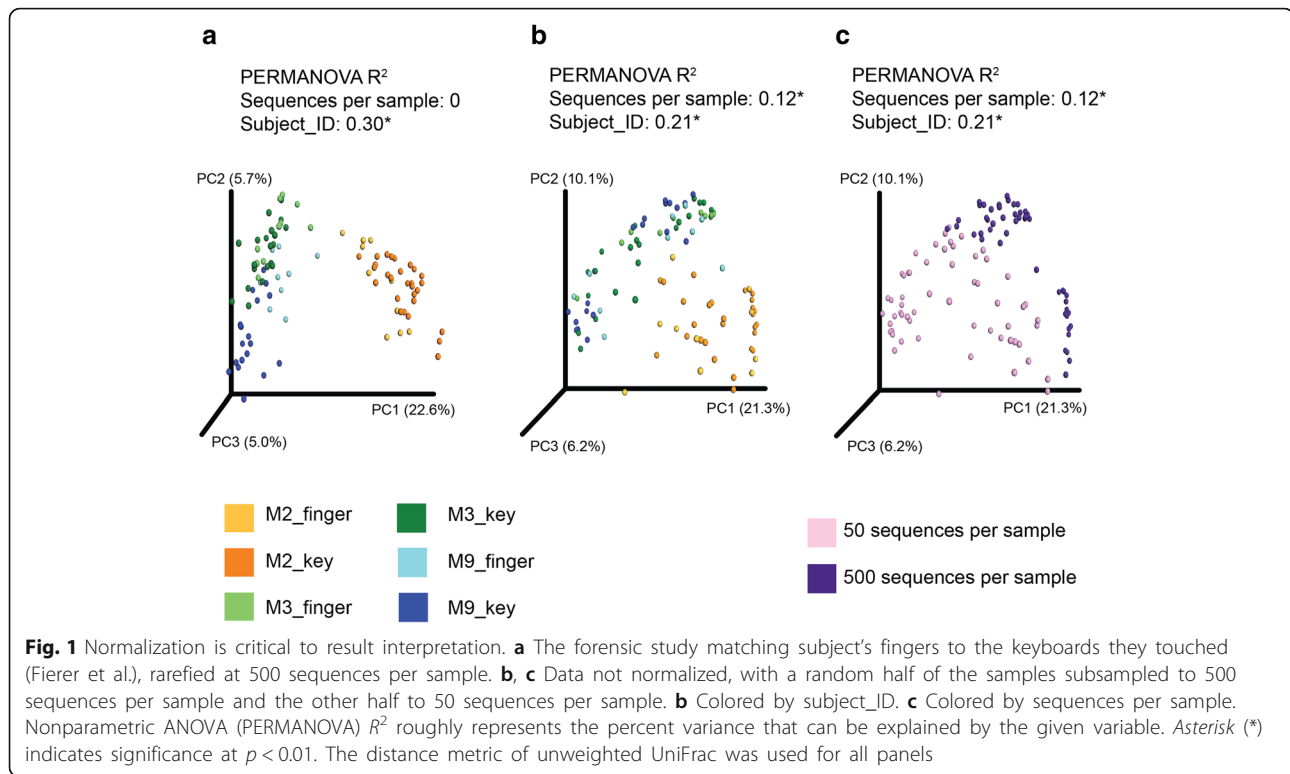 a
PERMANOVA R²
Sequences per sample: 0
Subject_ID: 0.30*
PC2 (5.7%)
PC1 (22.6%)
PC3 (5.0%)
b
PERMANOVA R²
Sequences per sample: 0.12*
Subject_ID: 0.21*
PC2 (10.1%)
PC1 (21.3%)
PC3 (6.2%)
c
PERMANOVA R²
Sequences per sample: 0.12*
Subject_ID: 0.21*
PC2 (10.1%)
PC1 (21.3%)
PC3 (6.2%)
M2_finger
M2_key
M3_finger
M3_key
M9_finger
M9_key
50 sequences per sample
500 sequences per sample
Fig. 1 Normalization is critical to result interpretation. a The forensic study matching subject's fingers to the keyboards they touched
(Fierer et al.), rarefied at 500 sequences per sample. b, c Data not normalized, with a random half of the samples subsampled to 500
sequences per sample and the other half to 50 sequences per sample. b Colored by subject_ID. c Colored by sequences per sample.
Nonparametric ANOVA (PERMANOVA) R² roughly represents the percent variance that can be explained by the given variable. Asterisk (*)
indicates significance at p < 0.01. The distance metric of unweighted UniFrac was used for all panels